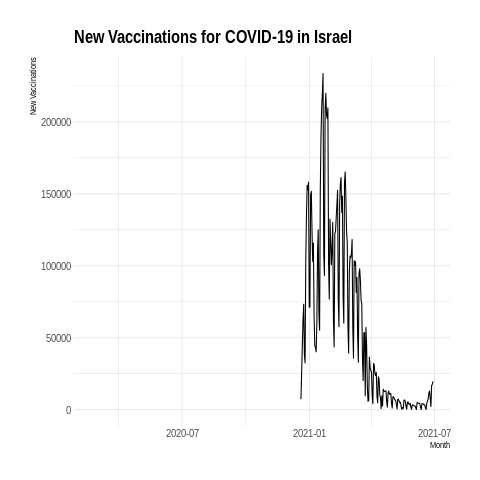 New Vaccinations for COVID-19 in Israel
New Vaccinations
200000
150000
100000
50000
0
2020-07
2021-01
2021-07
Month